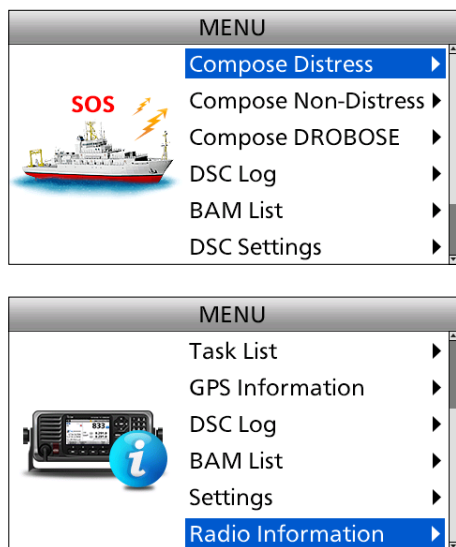 MENU
SOS
Compose Distress
Compose Non-Distress
Compose DROBOSE
DSC Log
BAM List
DSC Settings
MENU
Task List
GPS Information
DSC Log
BAM List
Settings
Radio Information
833
i